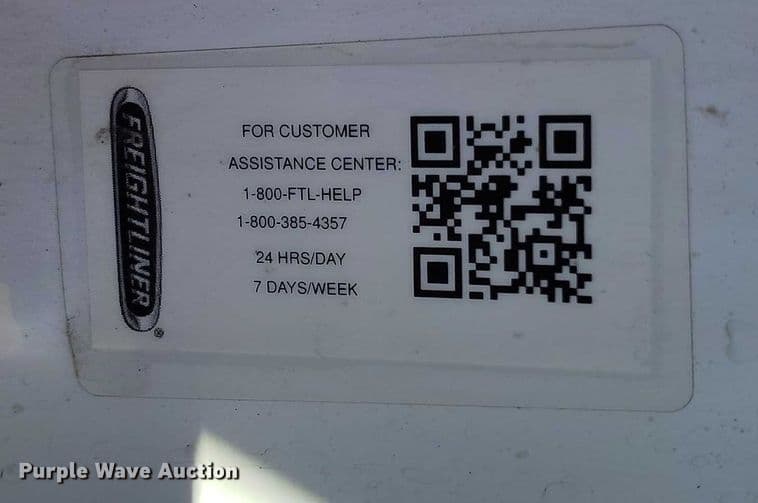 FREIGHTLINER®
FOR CUSTOMER
ASSISTANCE CENTER:
1-800-FTL-HELP
1-800-385-4357
24 HRS/DAY
7 DAYS/WEEK
Purple Wave Auction